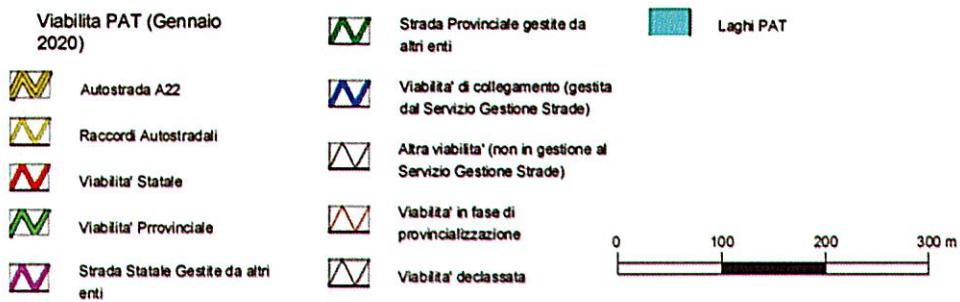 Viabilita PAT (Gennaio
2020)
Autostrada A22
Raccordi Autostradali
Viabilita' Statale
Viabilita' Prrovinciale
Strada Statale Gestite da altri
enti
Strada Provinciale gestite da
altri enti
Viabilita' di collegamento (gestita
dal Servizio Gestione Strade)
Altra viabilita' (non in gestione al
Servizio Gestione Strade)
Viabilita' in fase di
provincializzazione
Viabilita' declassata
Laghi PAT
0 100 200 300 m